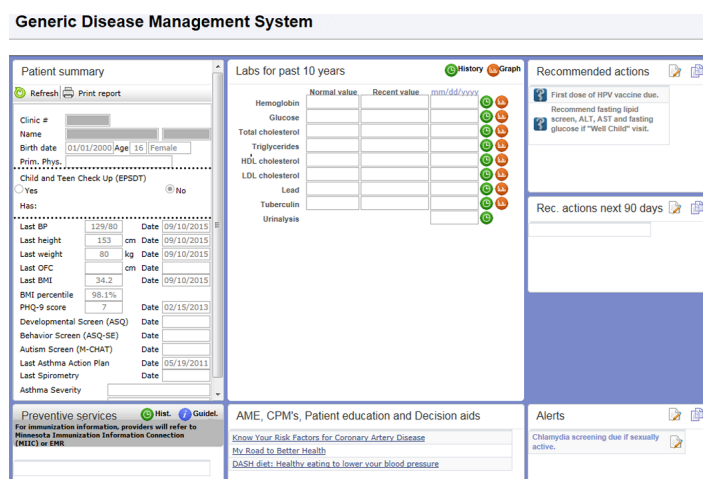 Generic Disease Management System
Patient summary
Refresh Print report
Clinic #
Name
Birth date 01/01/2000 Age 16 Female
Prim. Phys.
Child and Teen Check Up (EPSDT)
Yes No
Has:
Last BP 129/80 Date 09/10/2015
Last height 153 cm Date 09/10/2015
Last weight 80 kg Date 09/10/2015
Last OFC cm Date
Last BMI 34.2 Date 09/10/2015
BMI percentile 98.1%
PHQ-9 score 7 Date 02/15/2013
Developmental Screen (ASQ) Date
Behavior Screen (ASQ-SE) Date
Autism Screen (M-CHAT) Date
Last Asthma Action Plan Date 05/19/2011
Last Spirometry Date
Asthma Severity
Labs for past 10 years History Graph
Normal value Recent value mm/dd/yyyy
Hemoglobin
Glucose
Total cholesterol
Triglycerides
HDL cholesterol
LDL cholesterol
Lead
Tuberculin
Urinalysis
Recommended actions
First dose of HPV vaccine due.
Recommend fasting lipid
screen, ALT, AST and fasting
glucose if "Well Child" visit.
Rec. actions next 90 days
Preventive services Hist. Guidel.
For immunization information, providers will refer to
Minnesota Immunization Information Connection
(MIIC) or EMR
AME, CPM's, Patient education and Decision aids
Know Your Risk Factors for Coronary Artery Disease
My Road to Better Health
DASH diet: Healthy eating to lower your blood pressure
Alerts
Chlamydia screening due if sexually
active.